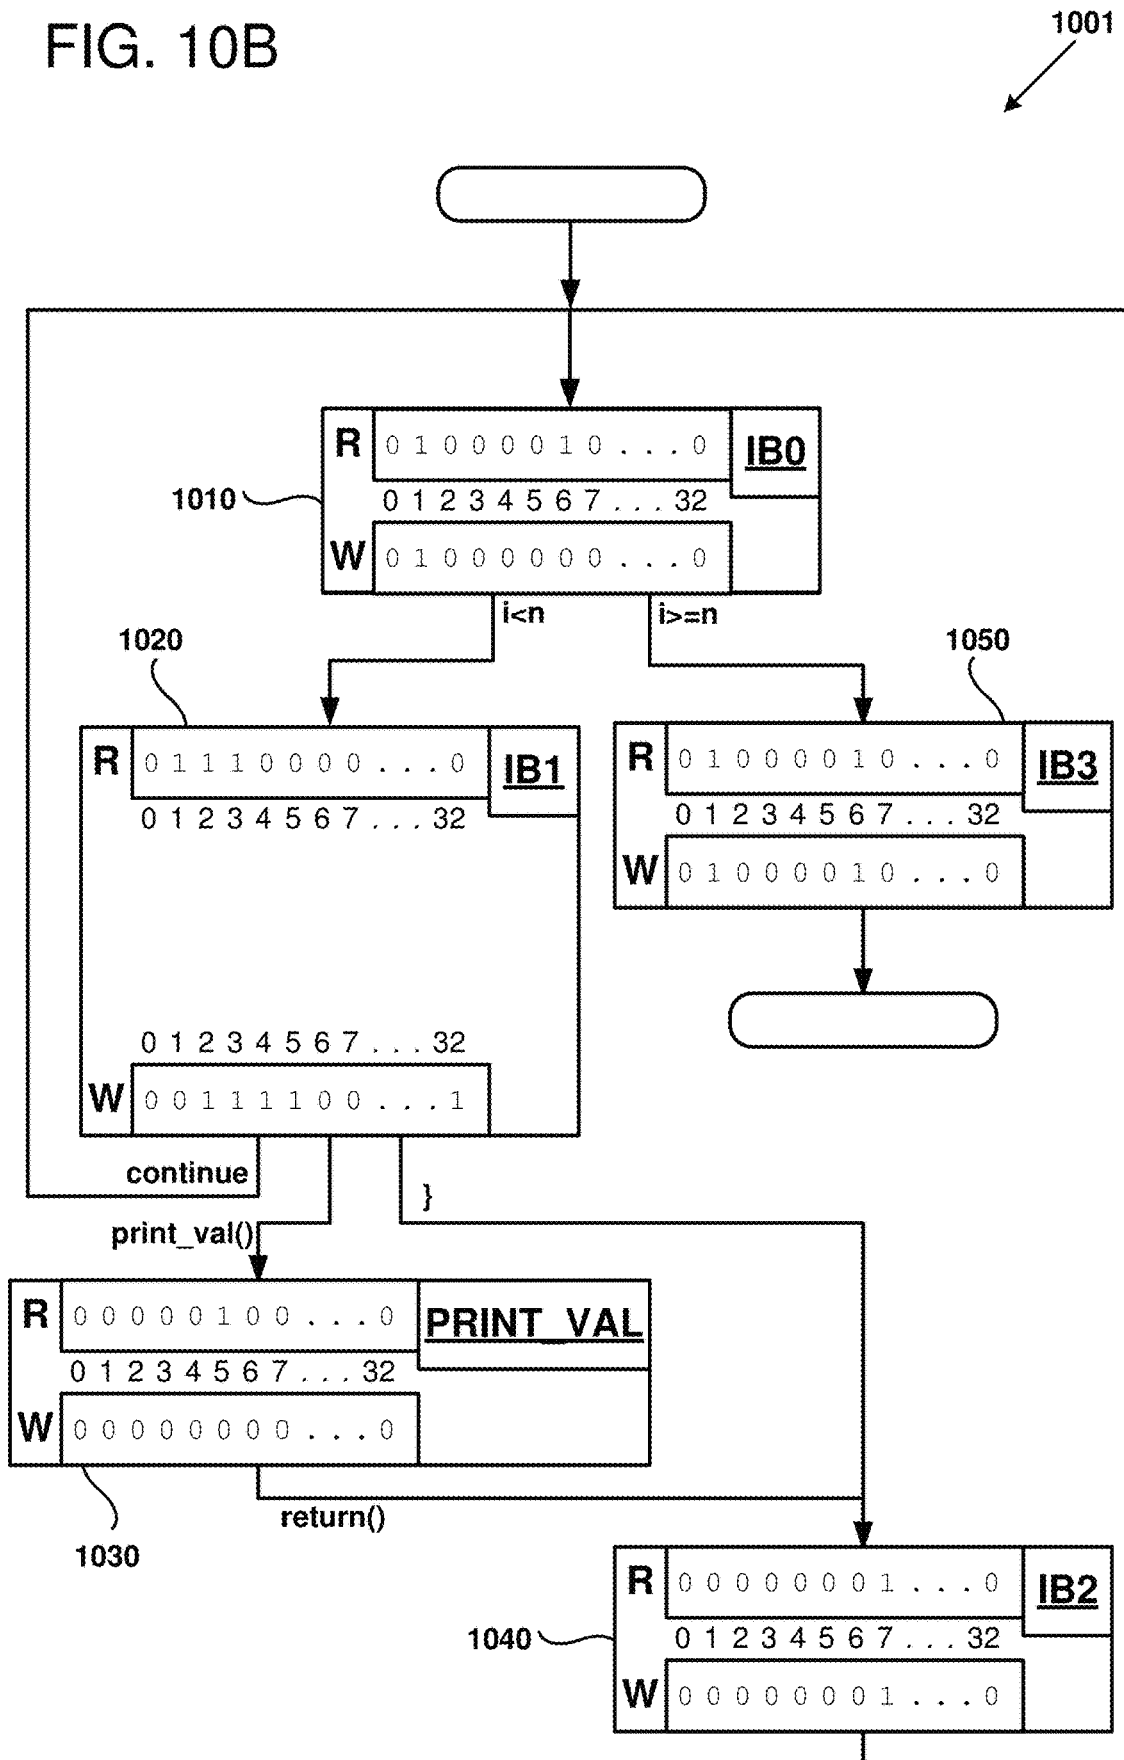 FIG. 10B
1001
R 0 1 0 0 0 0 1 0 . . . 0 IB0
1010 0 1 2 3 4 5 6 7 . . . 32
W 0 1 0 0 0 0 0 0 . . . 0
i<n i>=n
1020 1050
R 0 1 1 1 0 0 0 0 . . . 0 IB1
0 1 2 3 4 5 6 7 . . . 32
R 0 1 0 0 0 0 1 0 . . . 0 IB3
0 1 2 3 4 5 6 7 . . . 32
W 0 1 0 0 0 0 1 0 . . . 0
0 1 2 3 4 5 6 7 . . . 32
W 0 0 1 1 1 1 0 0 . . . 1
continue
}
print_val()
R 0 0 0 0 0 1 0 0 . . . 0 PRINT_VAL
0 1 2 3 4 5 6 7 . . . 32
W 0 0 0 0 0 0 0 0 . . . 0
return()
1030
R 0 0 0 0 0 0 0 1 . . . 0 IB2
1040 0 1 2 3 4 5 6 7 . . . 32
W 0 0 0 0 0 0 0 1 . . . 0